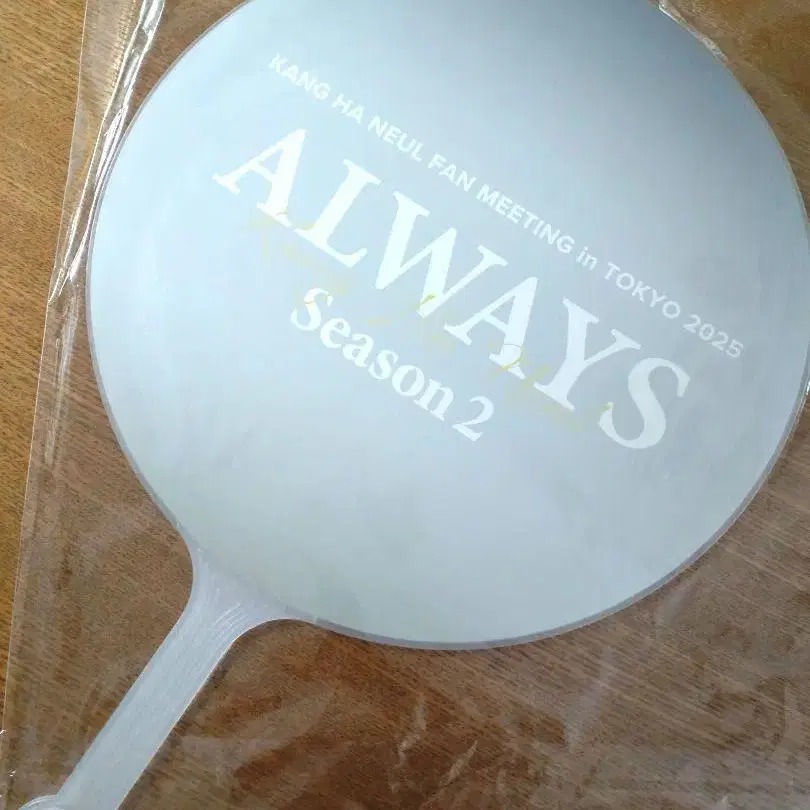 KANG HA NEUL FAN MEETING in TOKYO 2025
ALWAYS
Season 2